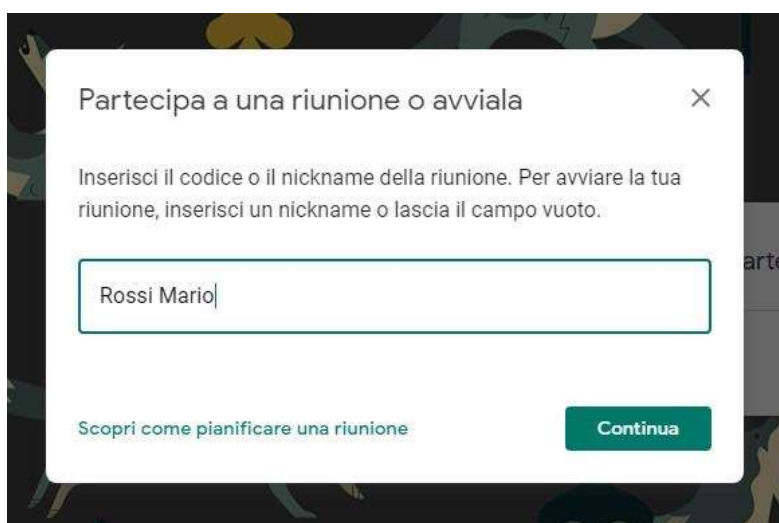 Partecipa a una riunione o avviala
Inserisci il codice o il nickname della riunione. Per avviare la tua
riunione, inserisci un nickname o lascia il campo vuoto.
Rossi Mario
Scopri come pianificare una riunione
Continua